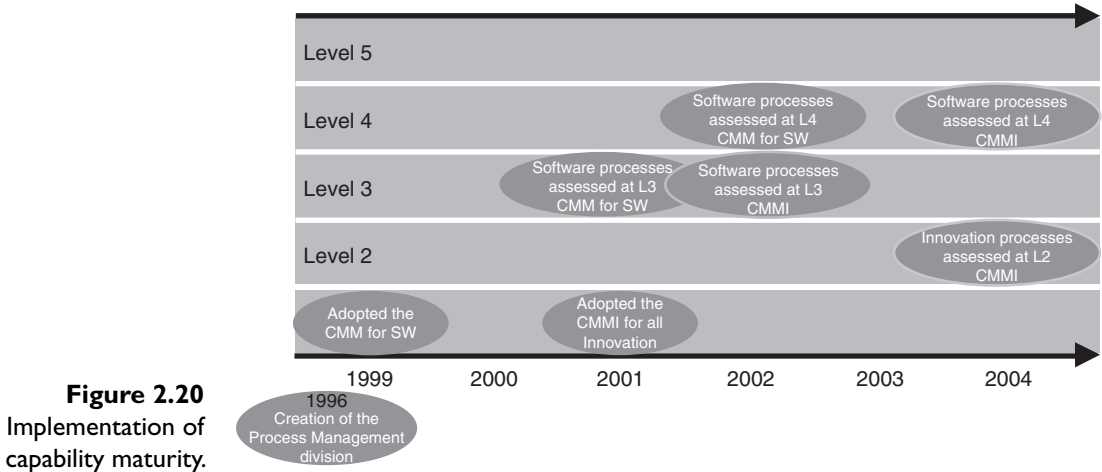 Level 5
Level 4
Software processes
assessed at L4
CMM for SW
Software processes
assessed at L4
CMMI
Level 3
Software processes
assessed at L3
CMM for SW
Software processes
assessed at L3
CMMI
Level 2
Innovation processes
assessed at L2
CMMI
Adopted the
CMM for SW
Adopted the
CMMI for all
Innovation
1999 2000 2001 2002 2003 2004
1996
Creation of the
Process Management
division
Figure 2.20
Implementation of
capability maturity.